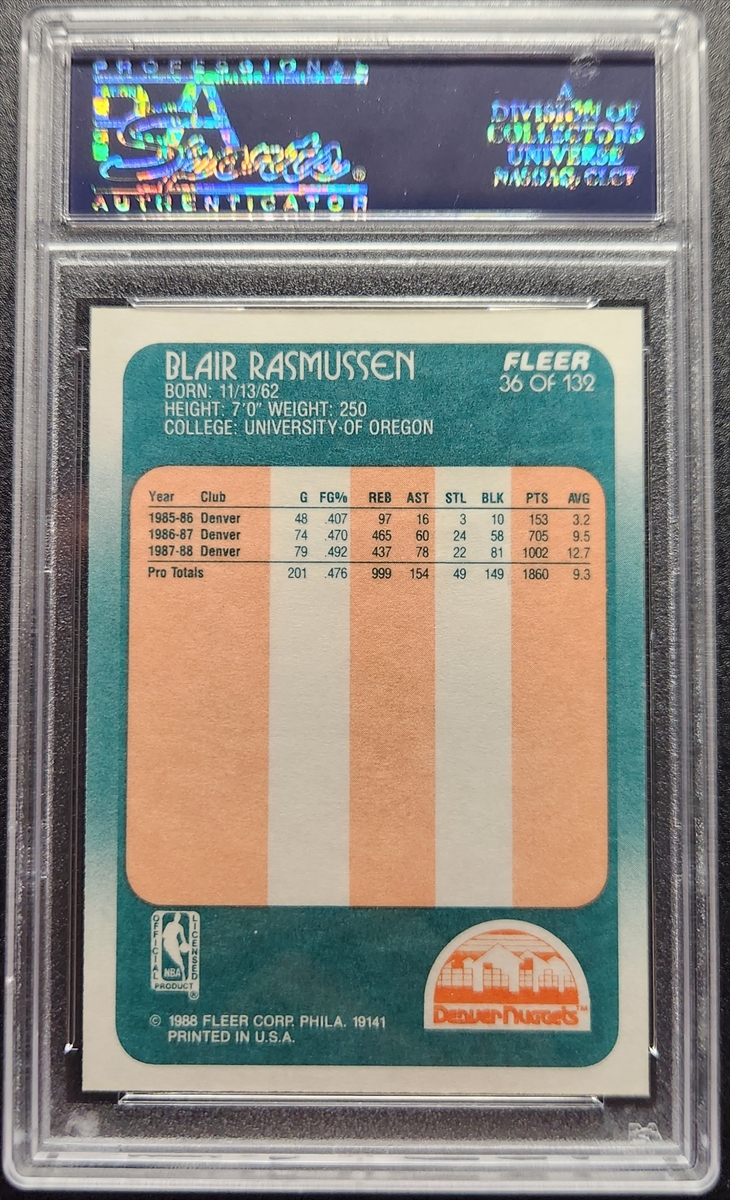 PROFESSIONAL
PSA
Sports®
AUTHENTICATOR
A
DIVISION OF
COLLECTORS
UNIVERSE
NASDAQ: CLCT
BLAIR RASMUSSEN
BORN: 11/13/62
HEIGHT: 7'0" WEIGHT: 250
COLLEGE: UNIVERSITY OF OREGON
FLEER
36 OF 132
Year Club G FG% REB AST STL BLK PTS AVG
1985-86 Denver 48 .407 97 16 3 10 153 3.2
1986-87 Denver 74 .470 465 60 24 58 705 9.5
1987-88 Denver 79 .492 437 78 22 81 1002 12.7
Pro Totals 201 .476 999 154 49 149 1860 9.3
OFFICIAL LICENSED
NBA
PRODUCT ®
Denver Nuggets™
© 1988 FLEER CORP. PHILA. 19141
PRINTED IN U.S.A.